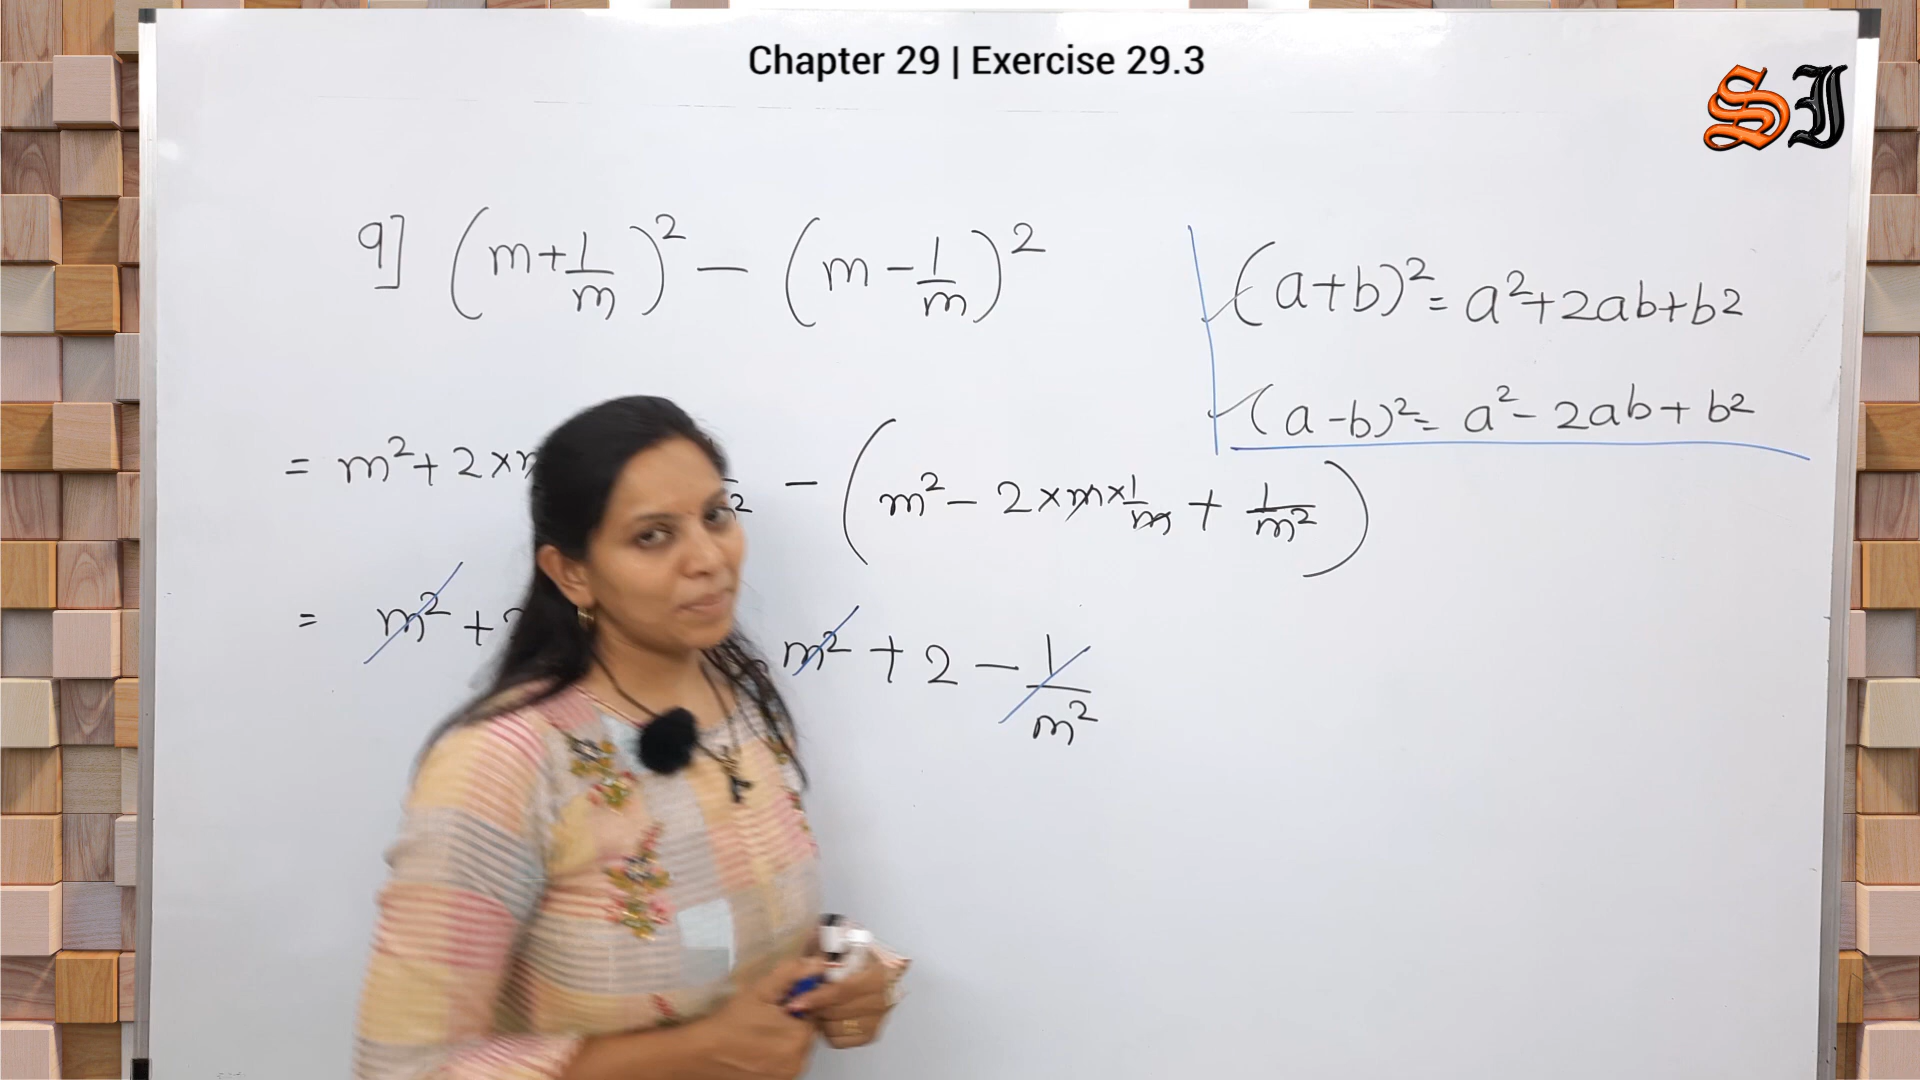 Chapter 29 | Exercise 29.3
SJ
9] (m+1/m)² − (m−1/m)²
(a+b)² = a²+2ab+b²
(a−b)² = a²−2ab+b²
= m²+2× − (m²−2×m×1/m+1/m²)
= m²+ m²+2−1/m²